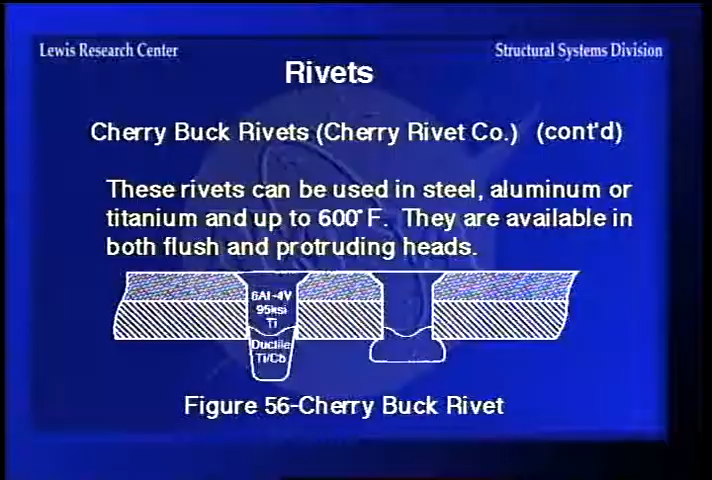 Lewis Research Center
Structural Systems Division
Rivets
Cherry Buck Rivets (Cherry Rivet Co.) (cont'd)
These rivets can be used in steel, aluminum or
titanium and up to 600°F. They are available in
both flush and protruding heads.
6Al-4V
95ksi
Ti
Ductile
Ti/Cb
Figure 56-Cherry Buck Rivet